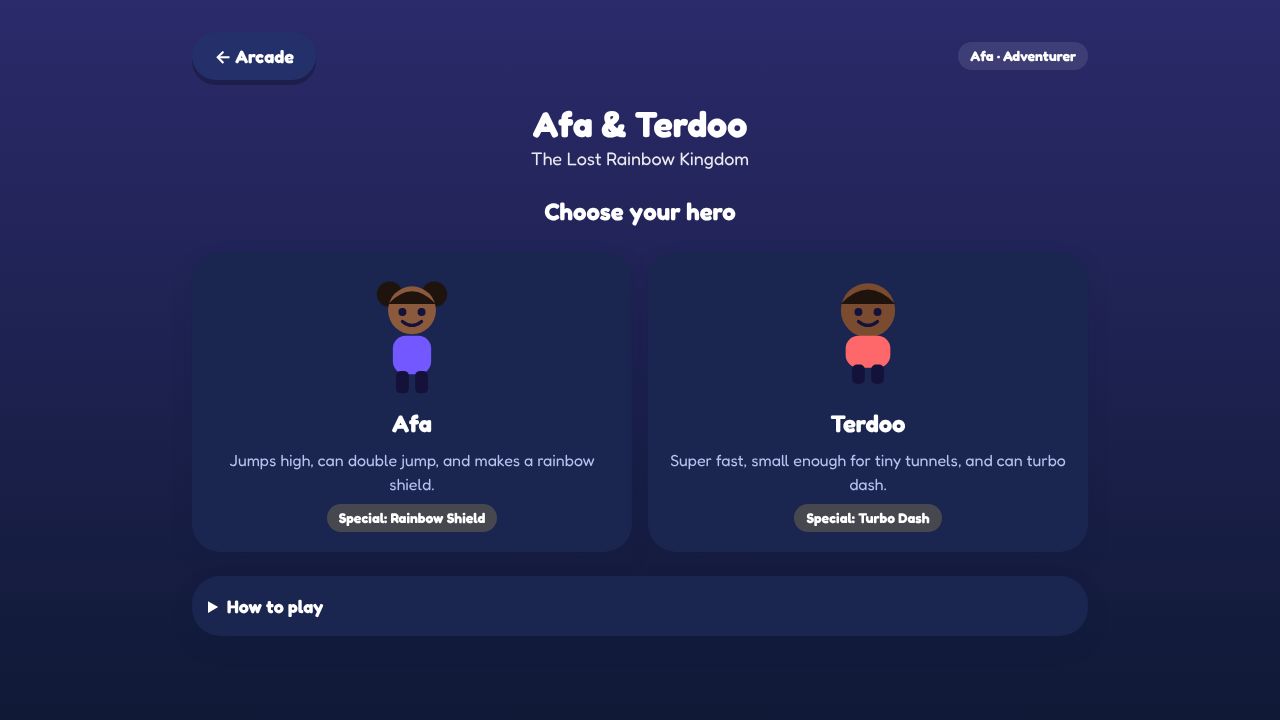 ← Arcade
Afa · Adventurer
Afa & Terdoo
The Lost Rainbow Kingdom
Choose your hero
Afa
Jumps high, can double jump, and makes a rainbow
shield.
Special: Rainbow Shield
Terdoo
Super fast, small enough for tiny tunnels, and can turbo
dash.
Special: Turbo Dash
▶ How to play